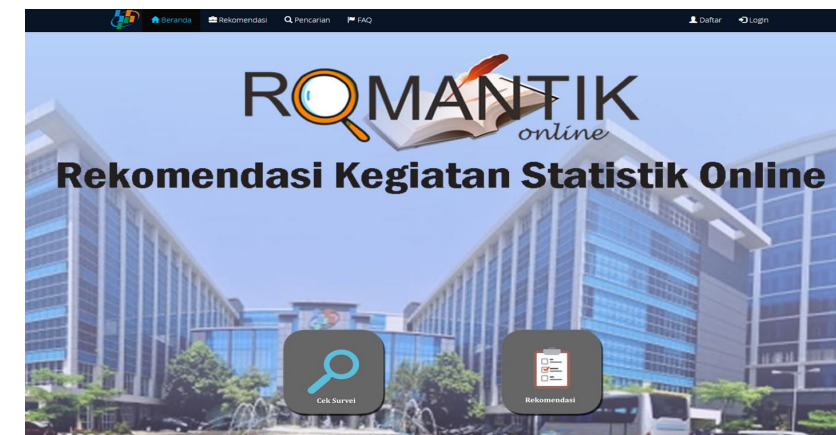 Beranda Rekomendasi Pencarian FAQ Daftar Login
ROMANTIK
online
Rekomendasi Kegiatan Statistik Online
Cek Survei Rekomendasi